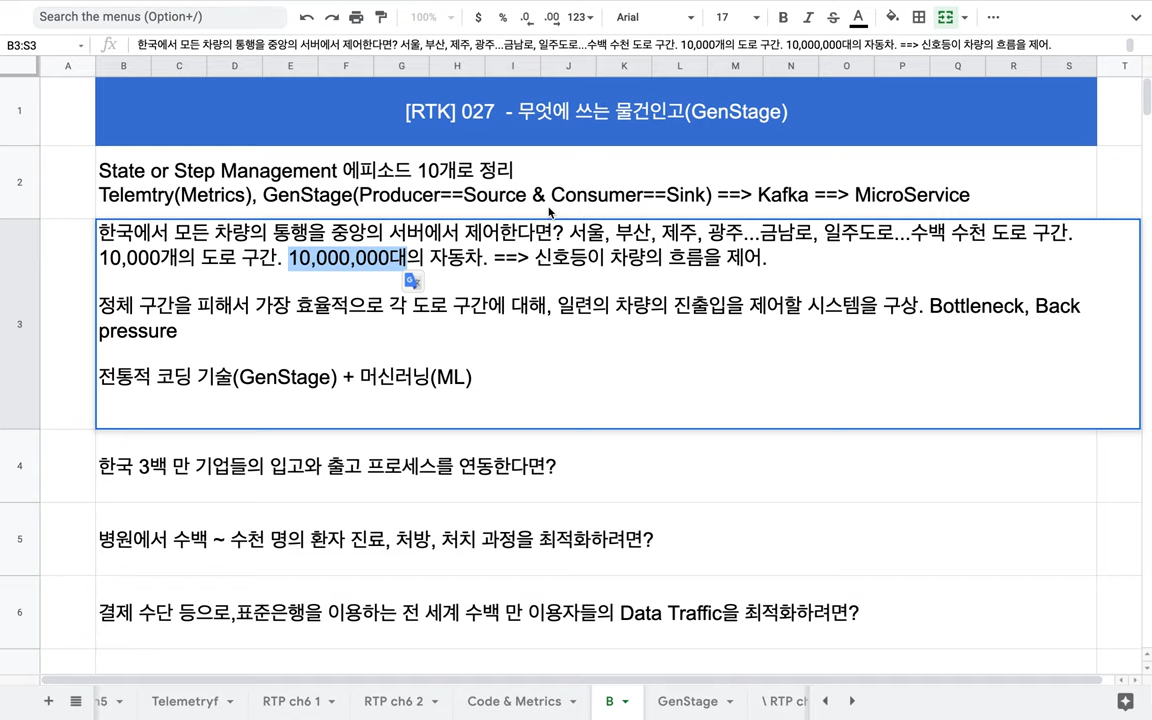 Search the menus (Option+/)
100%
$ % .0 .00 123
Arial
17
B I S A
B3:S3
fx
한국에서 모든 차량의 통행을 중앙의 서버에서 제어한다면? 서울, 부산, 제주, 광주...금남로, 일주도로...수백 수천 도로 구간. 10,000개의 도로 구간. 10,000,000대의 자동차. ==> 신호등이 차량의 흐름을 제어.
A B C D E F G H I J K L M N O P Q R S T
1
[RTK] 027 - 무엇에 쓰는 물건인고(GenStage)
2
State or Step Management 에피소드 10개로 정리
Telemtry(Metrics), GenStage(Producer==Source & Consumer==Sink) ==> Kafka ==> MicroService
3
한국에서 모든 차량의 통행을 중앙의 서버에서 제어한다면? 서울, 부산, 제주, 광주...금남로, 일주도로...수백 수천 도로 구간.
10,000개의 도로 구간. 10,000,000대의 자동차. ==> 신호등이 차량의 흐름을 제어.
정체 구간을 피해서 가장 효율적으로 각 도로 구간에 대해, 일련의 차량의 진출입을 제어할 시스템을 구상. Bottleneck, Back
pressure
전통적 코딩 기술(GenStage) + 머신러닝(ML)
4
한국 3백 만 기업들의 입고와 출고 프로세스를 연동한다면?
5
병원에서 수백 ~ 수천 명의 환자 진료, 처방, 처치 과정을 최적화하려면?
6
결제 수단 등으로,표준은행을 이용하는 전 세계 수백 만 이용자들의 Data Traffic을 최적화하려면?
Telemetryf
RTP ch6 1
RTP ch6 2
Code & Metrics
B
GenStage